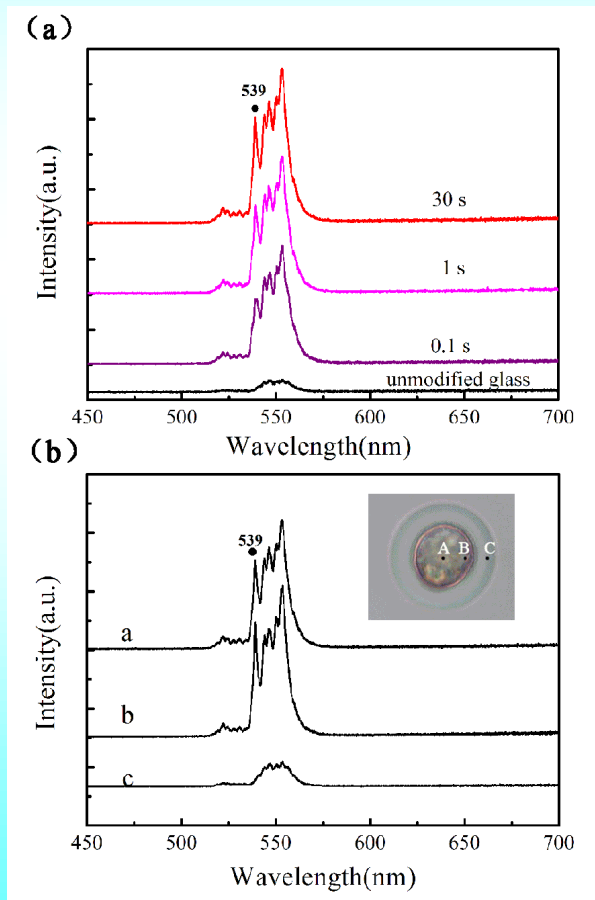 (a)
539
30 s
1 s
0.1 s
unmodified glass
Intensity(a.u.)
450 500 550 600 650 700
Wavelength(nm)
(b)
539
A B C
a
b
c
Intensity(a.u.)
450 500 550 600 650 700
Wavelength(nm)